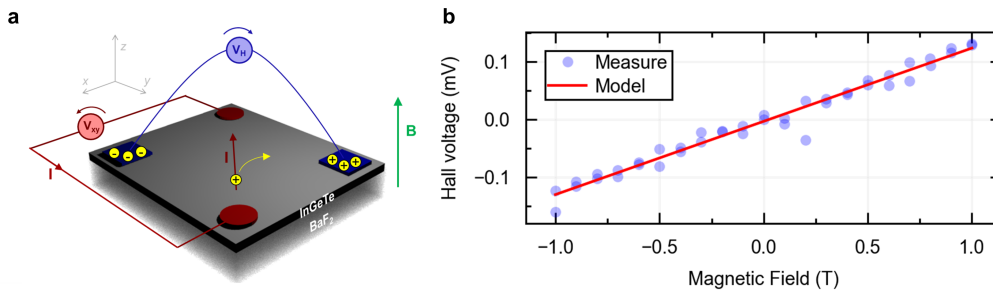 a
z
x
y
V_H
V_xy
I
I
B
- - -
+ + +
+
InGeTe
BaF₂
b
Hall voltage (mV)
0.1
0.0
−0.1
Measure
Model
−1.0 −0.5 0.0 0.5 1.0
Magnetic Field (T)